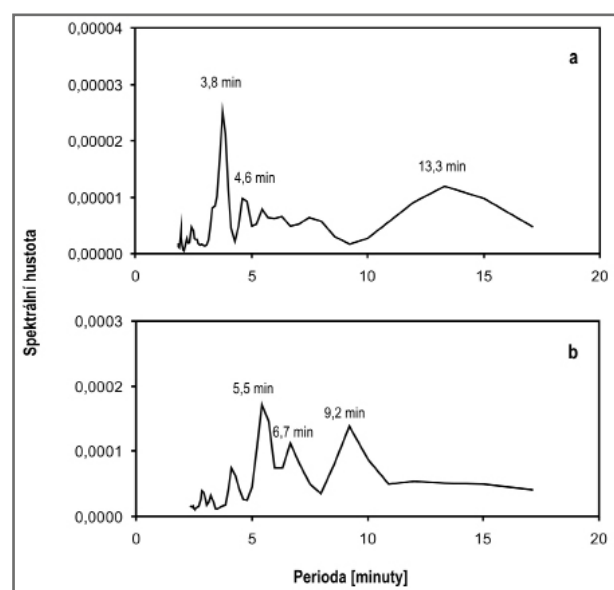 0,00004
a
3,8 min
0,00003
0,00002
4,6 min
13,3 min
0,00001
0,00000
0 5 10 15 20
Spektrální hustota
0,0003
b
5,5 min
9,2 min
0,0002
6,7 min
0,0001
0,0000
0 5 10 15 20
Perioda [minuty]